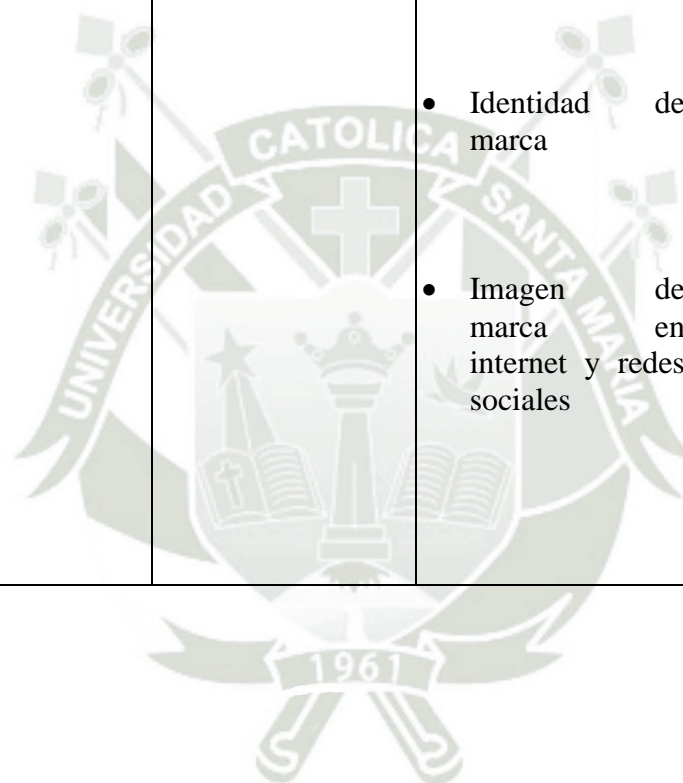 CATOLICA
UNIVERSIDAD
SANTA MARIA
• Identidad de
marca
• Imagen de
marca en
internet y redes
sociales
1961